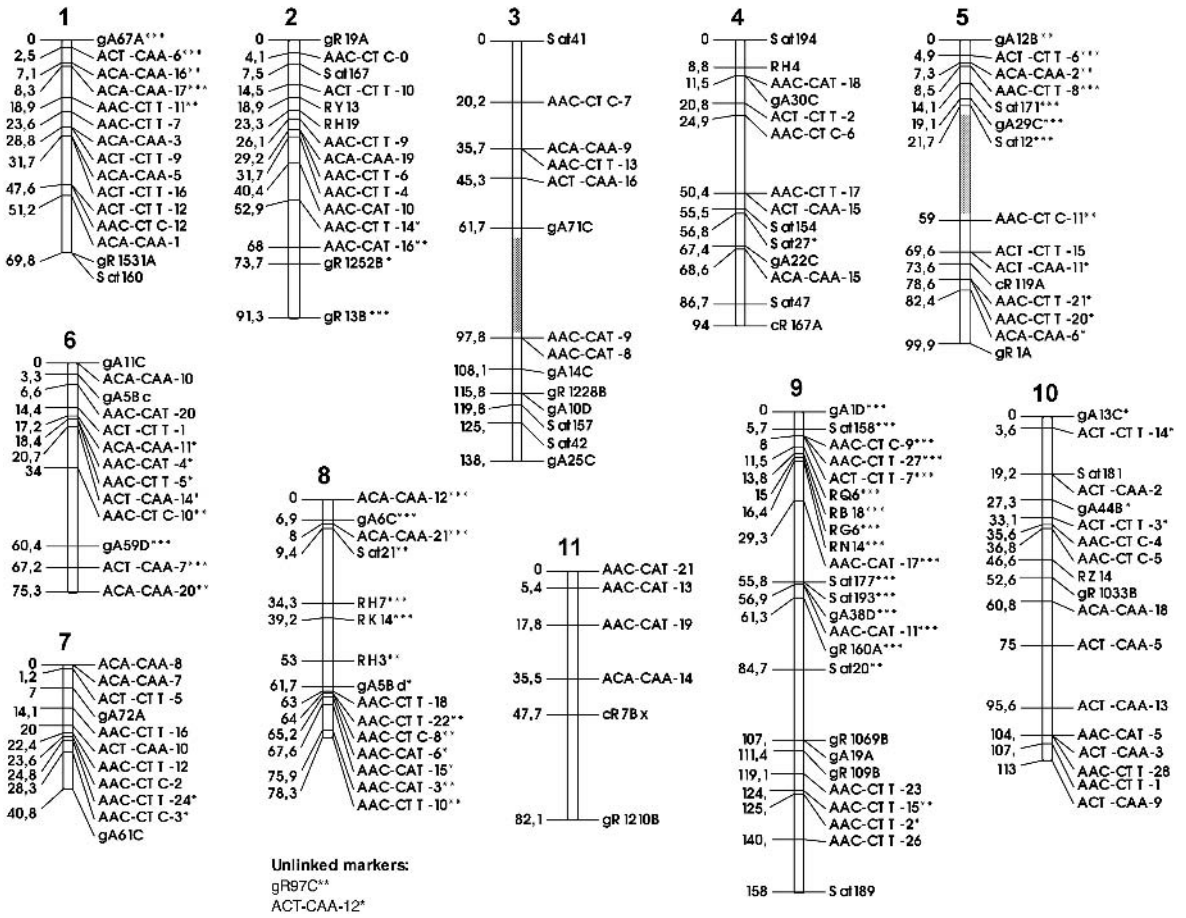 1
0 gA67A***
2,5 ACT-CAA-6***
7,1 ACA-CAA-16**
8,3 ACA-CAA-17***
18,9 AAC-CTT-11**
23,6 AAC-CTT-7
28,8 ACA-CAA-3
31,7 ACT-CTT-9
47,6 ACA-CAA-5
51,2 ACT-CTT-16
69,8 ACT-CTT-12
AAC-CTC-12
ACA-CAA-1
gR1531A
Sat160
2
0 gR19A
4,1 AAC-CTC-0
7,5 Sat167
14,5 ACT-CTT-10
18,9 RY13
23,3 RH19
26,1 AAC-CTT-9
29,2 ACA-CAA-19
31,7 AAC-CTT-6
40,4 AAC-CTT-4
52,9 AAC-CAT-10
AAC-CTT-14*
68 AAC-CAT-16**
73,7 gR1252B*
91,3 gR13B***
3
0 Sat41
20,2 AAC-CTC-7
35,7 ACA-CAA-9
AAC-CTT-13
45,3 ACT-CAA-16
61,7 gA71C
97,8 AAC-CAT-9
AAC-CAT-8
108,1 gA14C
115,8 gR1228B
119,8 gA10D
125, Sat157
Sat42
138, gA25C
4
0 Sat194
8,8 RH4
11,5 AAC-CAT-18
gA30C
20,8 ACT-CTT-2
24,9 AAC-CTC-6
50,4 AAC-CTT-17
55,5 ACT-CAA-15
56,8 Sat154
67,4 Sat27*
68,6 gA22C
ACA-CAA-15
86,7 Sat47
94 cR167A
5
0 gA12B**
4,9 ACT-CTT-6***
7,3 ACA-CAA-2**
8,5 AAC-CTT-8***
14,1 Sat171***
19,1 gA29C***
21,7 Sat12***
59 AAC-CTC-11**
69,6 ACT-CTT-15
73,6 ACT-CAA-11*
78,6 cR119A
82,4 AAC-CTT-21*
AAC-CTT-20*
ACA-CAA-6*
99,9 gR1A
6
0 gA11C
3,3 ACA-CAA-10
6,6 gA5Bc
14,4 AAC-CAT-20
17,2 ACT-CTT-1
18,4 ACA-CAA-11*
20,7 AAC-CAT-4*
34 AAC-CTT-5*
ACT-CAA-14*
AAC-CTC-10**
60,4 gA59D***
67,2 ACT-CAA-7***
75,3 ACA-CAA-20**
7
0 ACA-CAA-8
1,2 ACA-CAA-7
7 ACT-CTT-5
14,1 gA72A
20 AAC-CTT-16
22,4 ACT-CAA-10
23,6 AAC-CTT-12
24,8 AAC-CTC-2
28,3 AAC-CTT-24*
40,8 AAC-CTC-3*
gA61C
8
0 ACA-CAA-12***
6,9 gA6C***
8 ACA-CAA-21***
9,4 Sat21**
34,3 RH7***
39,2 RK14***
53 RH3**
61,7 gA5Bd*
63 AAC-CTT-18
64 AAC-CTT-22**
65,2 AAC-CTC-8**
67,6 AAC-CAT-6*
75,9 AAC-CAT-15*
78,3 AAC-CAT-3**
AAC-CTT-10**
11
0 AAC-CAT-21
5,4 AAC-CAT-13
17,8 AAC-CAT-19
35,5 ACA-CAA-14
47,7 cR7Bx
82,1 gR1210B
9
0 gA1D***
5,7 Sat158***
8 AAC-CTC-9***
11,5 AAC-CTT-27***
13,8 ACT-CTT-7***
15 RQ6***
16,4 RB18***
29,3 RG6***
RN14***
AAC-CAT-17***
55,8 Sat177***
56,9 Sat193***
61,3 gA38D***
AAC-CAT-11***
gR160A***
84,7 Sat20**
107, gR1069B
111,4 gA19A
119,1 gR109B
124, AAC-CTT-23
125, AAC-CTT-15**
AAC-CTT-2*
140, AAC-CTT-26
158 Sat189
10
0 gA13C*
3,6 ACT-CTT-14*
19,2 Sat181
ACT-CAA-2
27,3 gA44B*
33,1 ACT-CTT-3*
35,6 AAC-CTC-4
36,8 AAC-CTC-5
46,6 RZ14
52,6 gR1033B
60,8 ACA-CAA-18
75 ACT-CAA-5
95,6 ACT-CAA-13
104, AAC-CAT-5
107, ACT-CAA-3
113 AAC-CTT-28
AAC-CTT-1
ACT-CAA-9
Unlinked markers:
gR97C**
ACT-CAA-12*